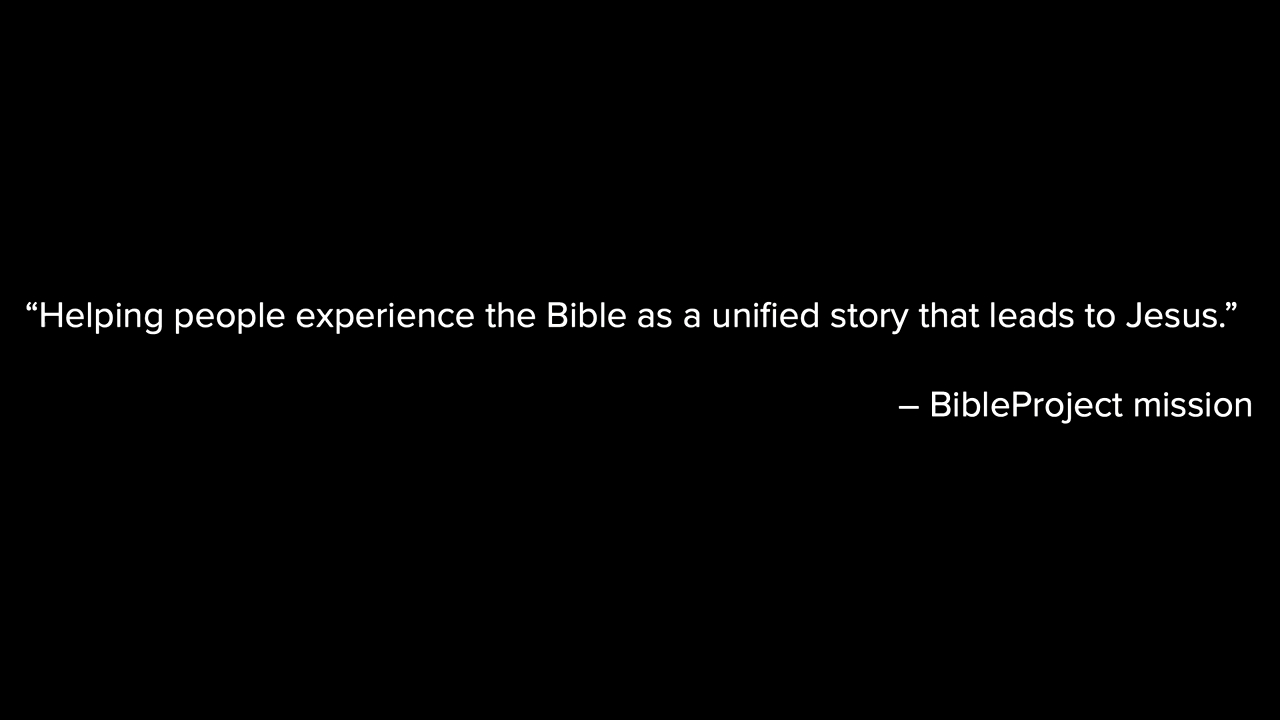 “Helping people experience the Bible as a unified story that leads to Jesus.”
– BibleProject mission